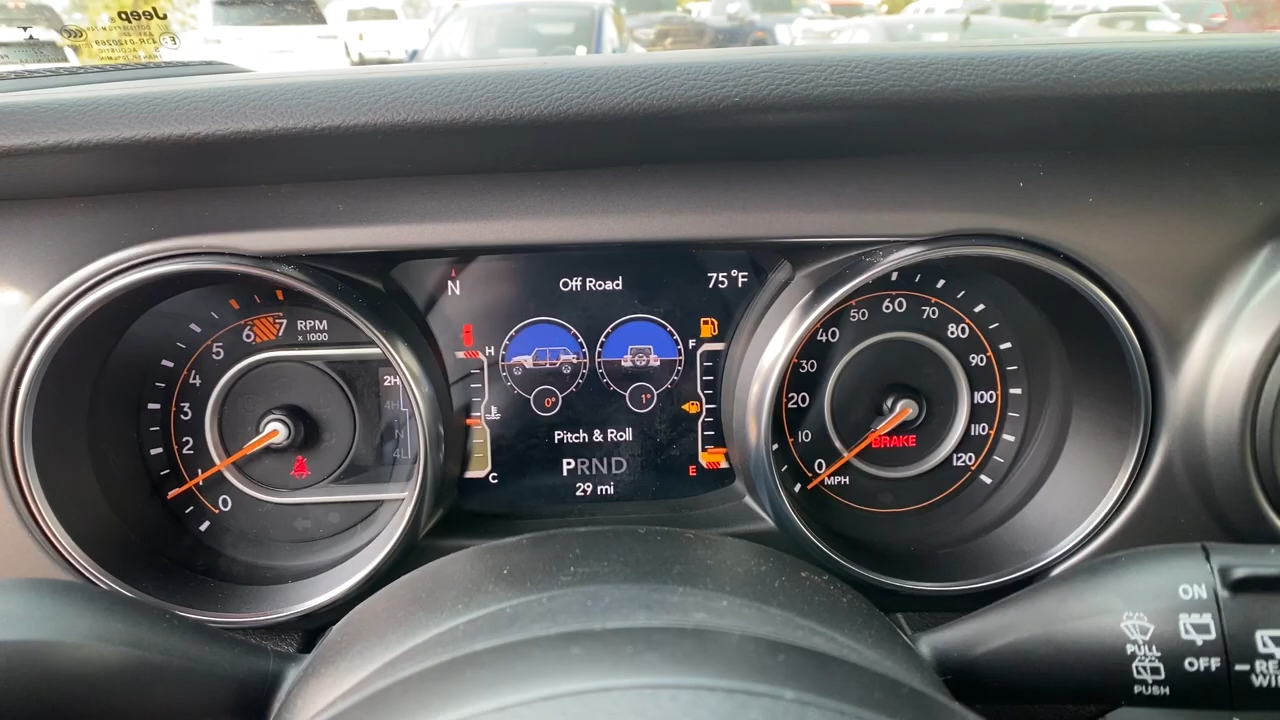 Jeep
ACOUSTIC
N
Off Road
75°F
H
F
0°
1°
Pitch & Roll
C
E
PRND
29 mi
RPM
x 1000
7
6
5
4
3
2
1
0
2H
4H
N
4L
0
10
20
30
40
50
60
70
80
90
100
110
120
MPH
BRAKE
ON
OFF
PULL
PUSH